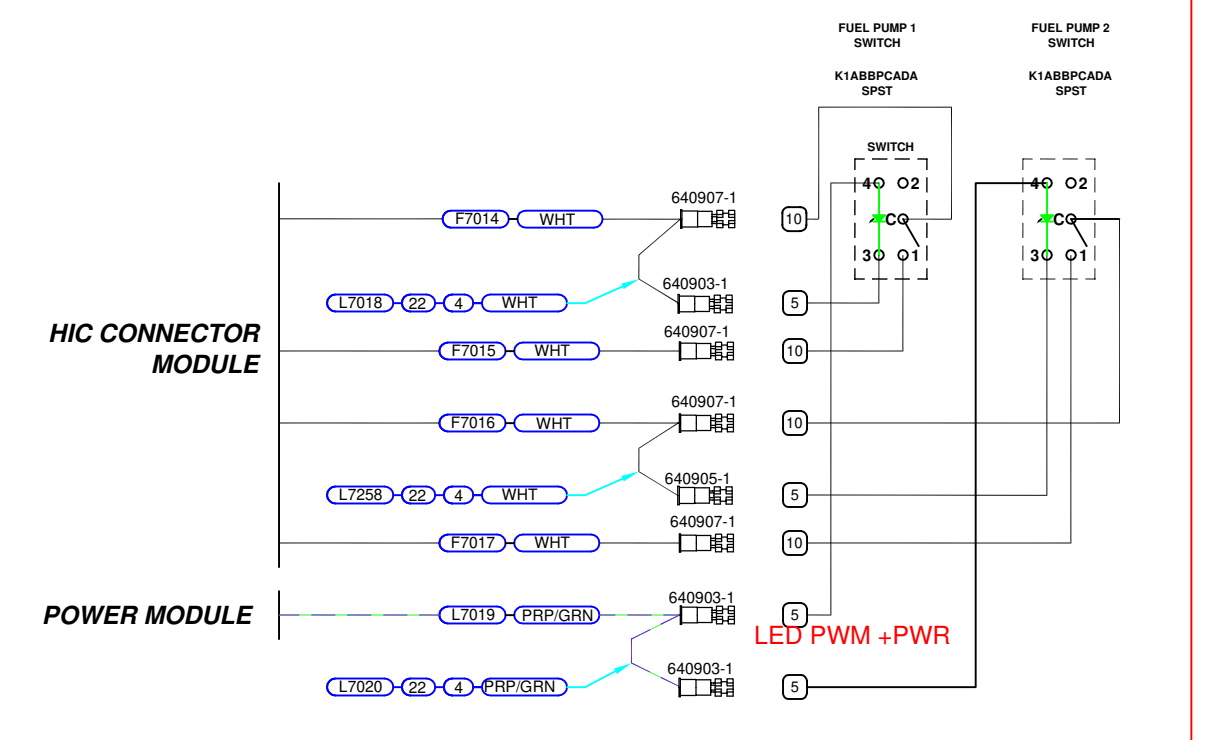 FUEL PUMP 1
SWITCH
K1ABBPCADA
SPST
FUEL PUMP 2
SWITCH
K1ABBPCADA
SPST
SWITCH
4 2
C
3 1
4 2
C
3 1
HIC CONNECTOR
MODULE
F7014 WHT 640907-1 10
L7018 22 4 WHT 640903-1 5
F7015 WHT 640907-1 10
F7016 WHT 640907-1 10
L7258 22 4 WHT 640905-1 5
F7017 WHT 640907-1 10
POWER MODULE
L7019 PRP/GRN 640903-1 5
LED PWM +PWR
L7020 22 4 PRP/GRN 640903-1 5